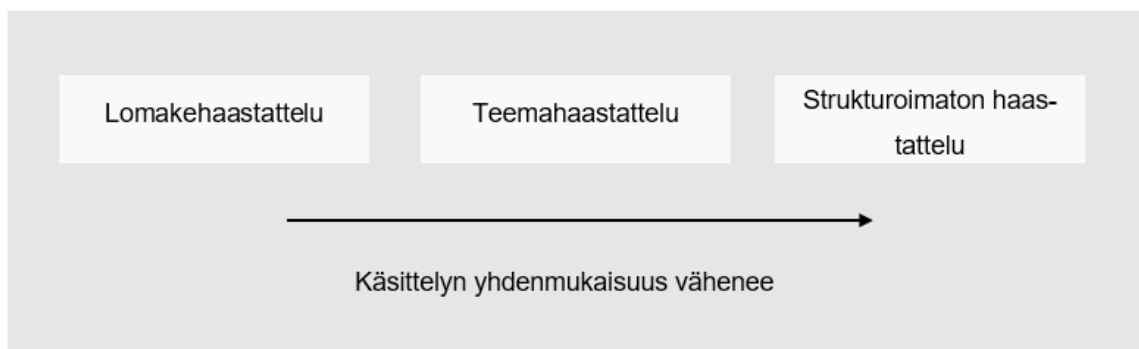 Lomakehaastattelu
Teemahaastattelu
Strukturoimaton haas-
tattelu
Käsittelyn yhdenmukaisuus vähenee